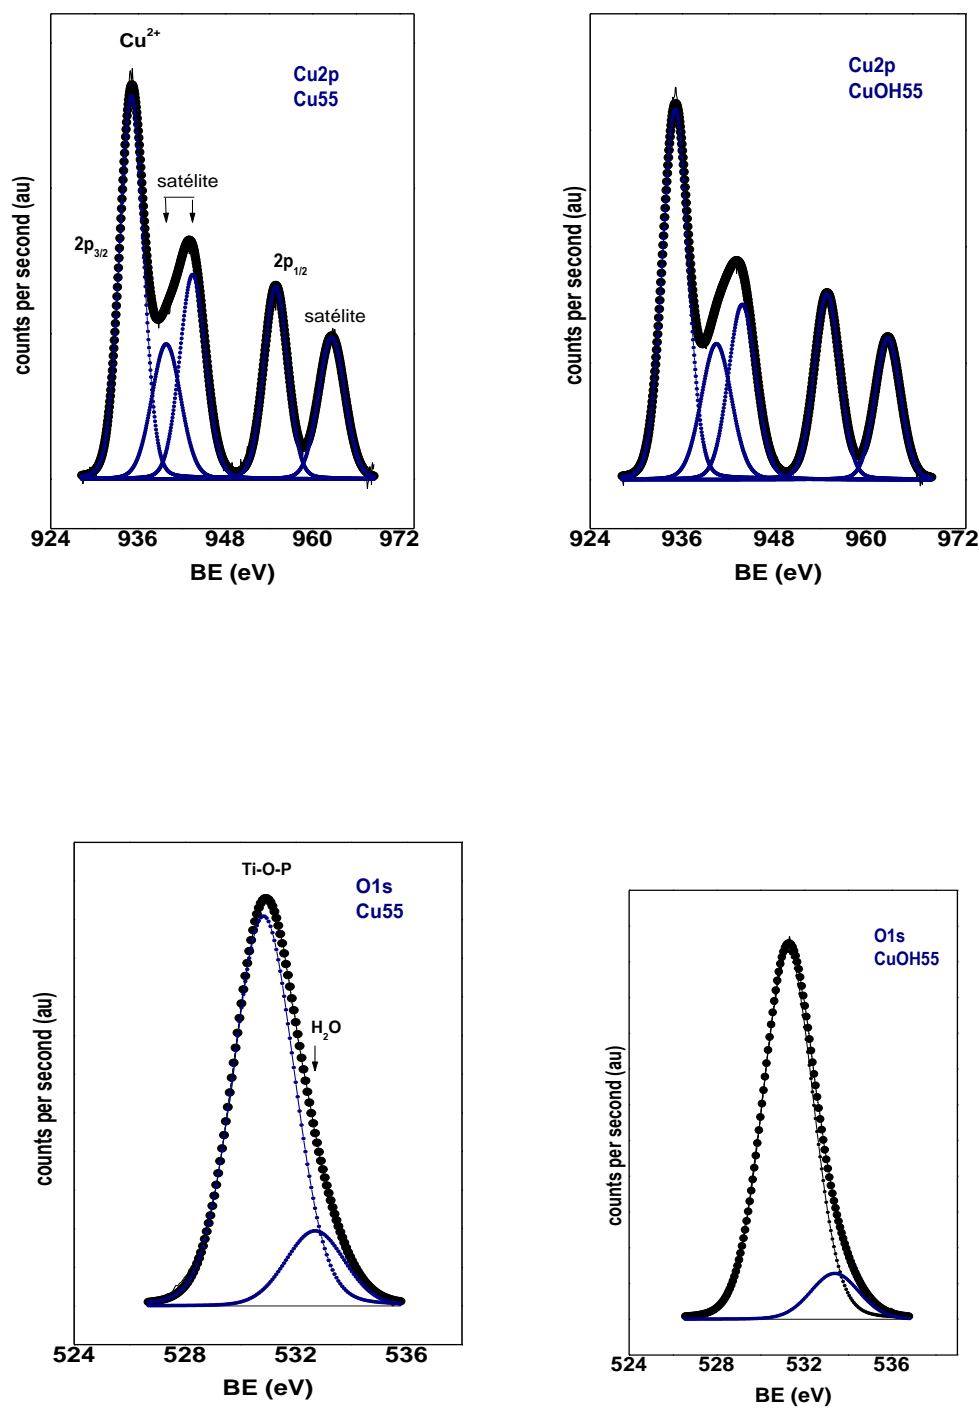 Cu²⁺
Cu2p
Cu55
satélite
2p₃/₂
2p₁/₂
satélite
counts per second (au)
924 936 948 960 972
BE (eV)
Cu2p
CuOH55
counts per second (au)
924 936 948 960 972
BE (eV)
Ti-O-P
O1s
Cu55
H₂O
counts per second (au)
524 528 532 536
BE (eV)
O1s
CuOH55
counts per second (au)
524 528 532 536
BE (eV)